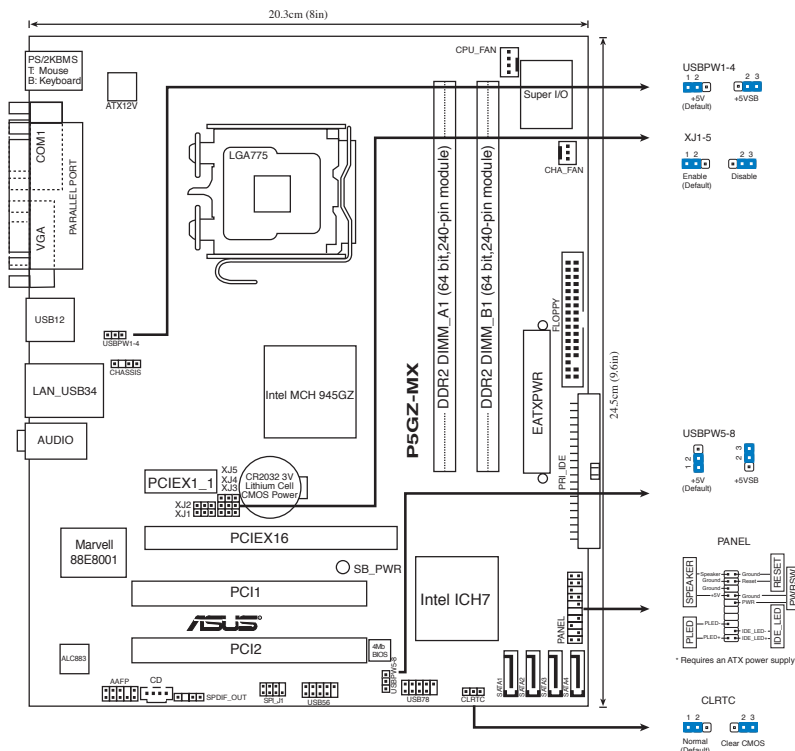 20.3cm (8in)
PS/2KBMS
T: Mouse
B: Keyboard
ATX12V
CPU_FAN
Super I/O
CHA_FAN
COM1
PARALLEL PORT
VGA
LGA775
DDR2 DIMM_A1 (64 bit,240-pin module)
DDR2 DIMM_B1 (64 bit,240-pin module)
FLOPPY
24.5cm (9.6in)
USB12
USBPW1-4
CHASSIS
LAN_USB34
AUDIO
Intel MCH 945GZ
P5GZ-MX
EATXPWR
PRI_IDE
PCIEX1_1
XJ5
XJ4
XJ3
XJ2
XJ1
CR2032 3V
Lithium Cell
CMOS Power
PCIEX16
Marvell
88E8001
SB_PWR
PCI1
ASUS
PCI2
Intel ICH7
PANEL
ALC883
4Mb
BIOS
USBPW5-8
SATA1
SATA2
SATA3
SATA4
AAFP
CD
SPDIF_OUT
SPI_J1
USB56
USB78
CLRTC
USBPW1-4
1 2
2 3
+5V
(Default)
+5VSB
XJ1-5
1 2
2 3
Enable
(Default)
Disable
USBPW5-8
1 2
2 3
+5V
(Default)
+5VSB
PANEL
SPEAKER
Speaker
Ground
Ground
+5V
Ground
Reset
RESET
Ground
PWR
PWRSW
PLED
PLED-
PLED+
IDE_LED-
IDE_LED+
IDE_LED
* Requires an ATX power supply
CLRTC
1 2
2 3
Normal
(Default)
Clear CMOS